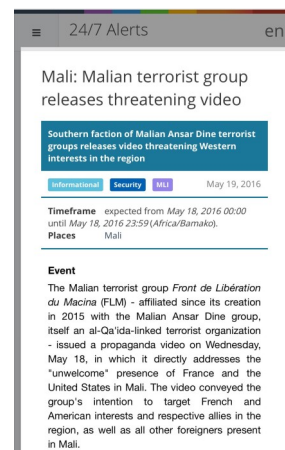 ≡ 24/7 Alerts en
Mali: Malian terrorist group
releases threatening video
Southern faction of Malian Ansar Dine terrorist
groups releases video threatening Western
interests in the region
Informational Security MLI May 19, 2016
Timeframe expected from May 18, 2016 00:00
until May 18, 2016 23:59 (Africa/Bamako).
Places Mali
Event
The Malian terrorist group Front de Libération
du Macina (FLM) - affiliated since its creation
in 2015 with the Malian Ansar Dine group,
itself an al-Qa'ida-linked terrorist organization
- issued a propaganda video on Wednesday,
May 18, in which it directly addresses the
"unwelcome" presence of France and the
United States in Mali. The video conveyed the
group's intention to target French and
American interests and respective allies in the
region, as well as all other foreigners present
in Mali.